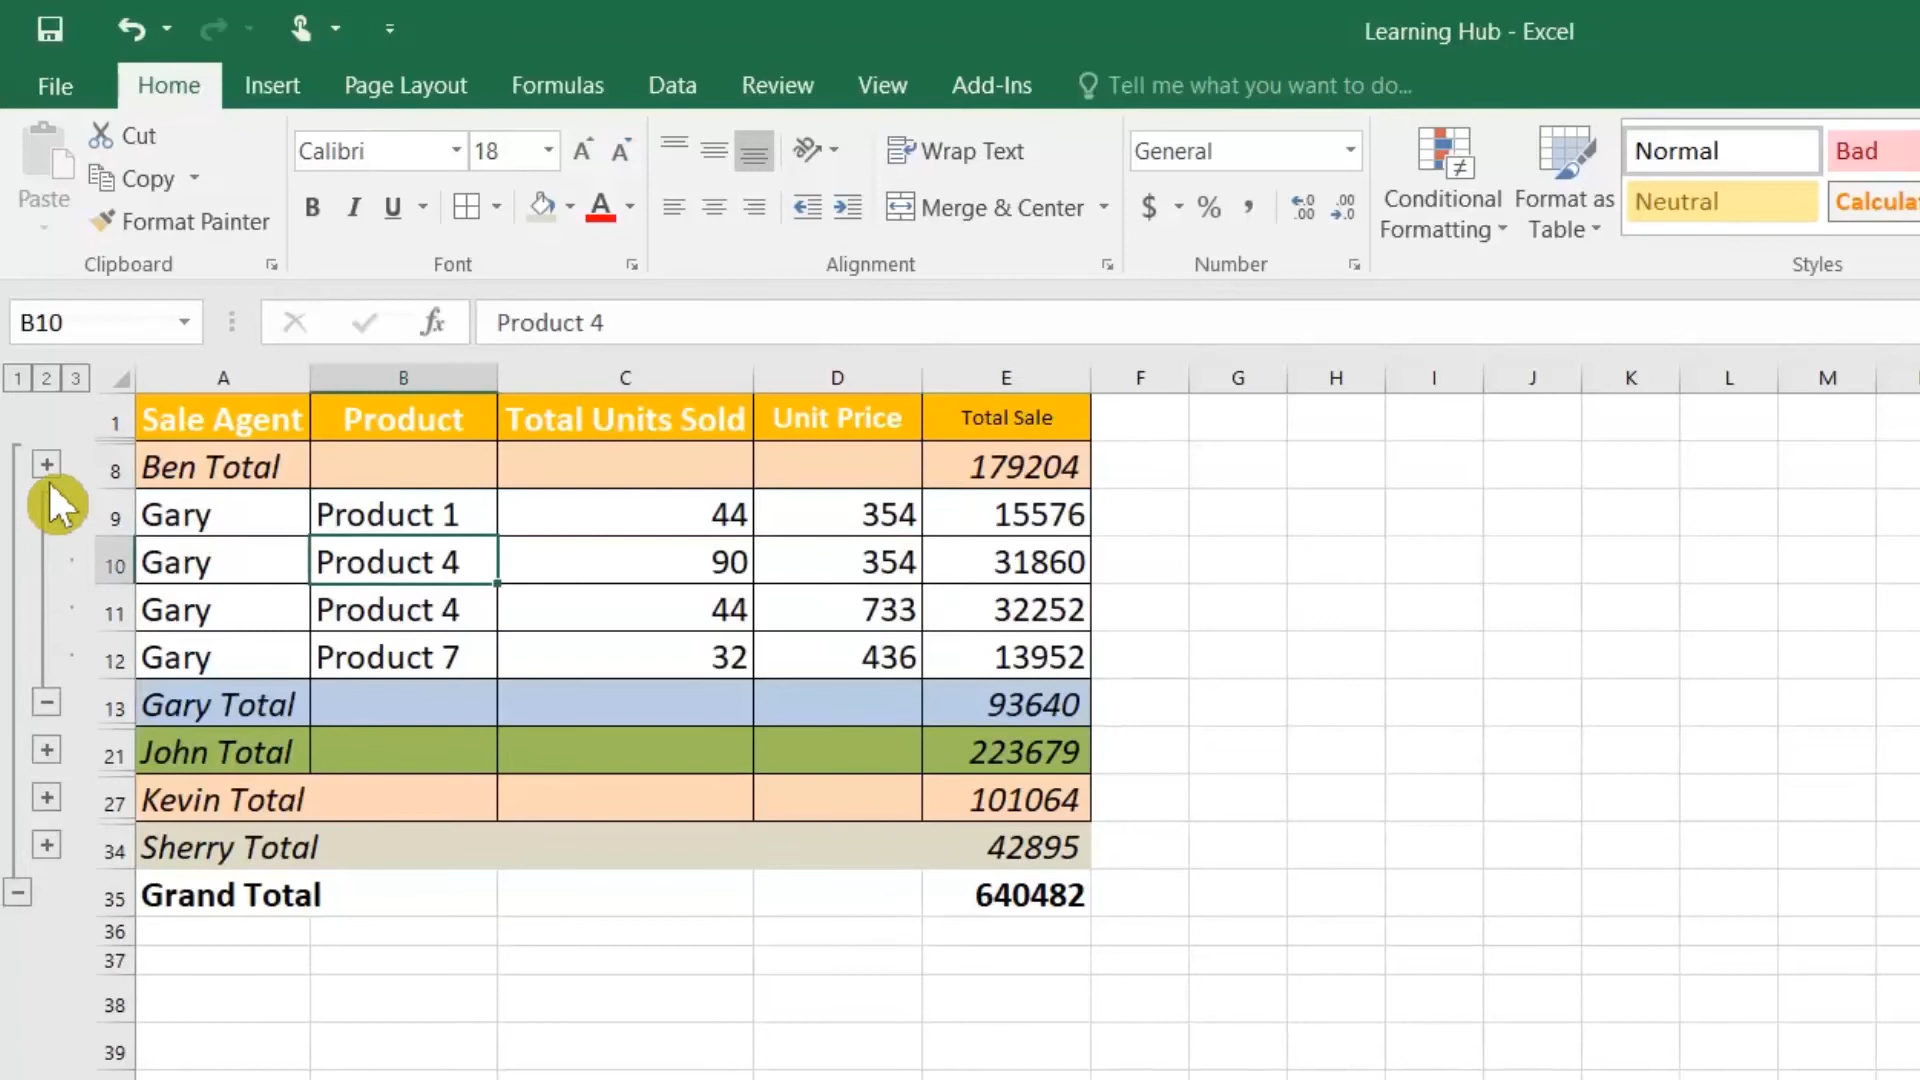 Learning Hub - Excel
File Home Insert Page Layout Formulas Data Review View Add-Ins Tell me what you want to do...
Paste
Cut
Copy
Format Painter
Clipboard
Calibri 18
B I U A
Font
Wrap Text
Merge & Center
Alignment
General
$ % , .00 .00
Number
Conditional Formatting
Format as Table
Normal Bad
Neutral
Styles
B10 fx Product 4
1 2 3 A B C D E F G H I J K L M
1 Sale Agent Product Total Units Sold Unit Price Total Sale
8 Ben Total 179204
9 Gary Product 1 44 354 15576
10 Gary Product 4 90 354 31860
11 Gary Product 4 44 733 32252
12 Gary Product 7 32 436 13952
13 Gary Total 93640
21 John Total 223679
27 Kevin Total 101064
34 Sherry Total 42895
35 Grand Total 640482
36
37
38
39